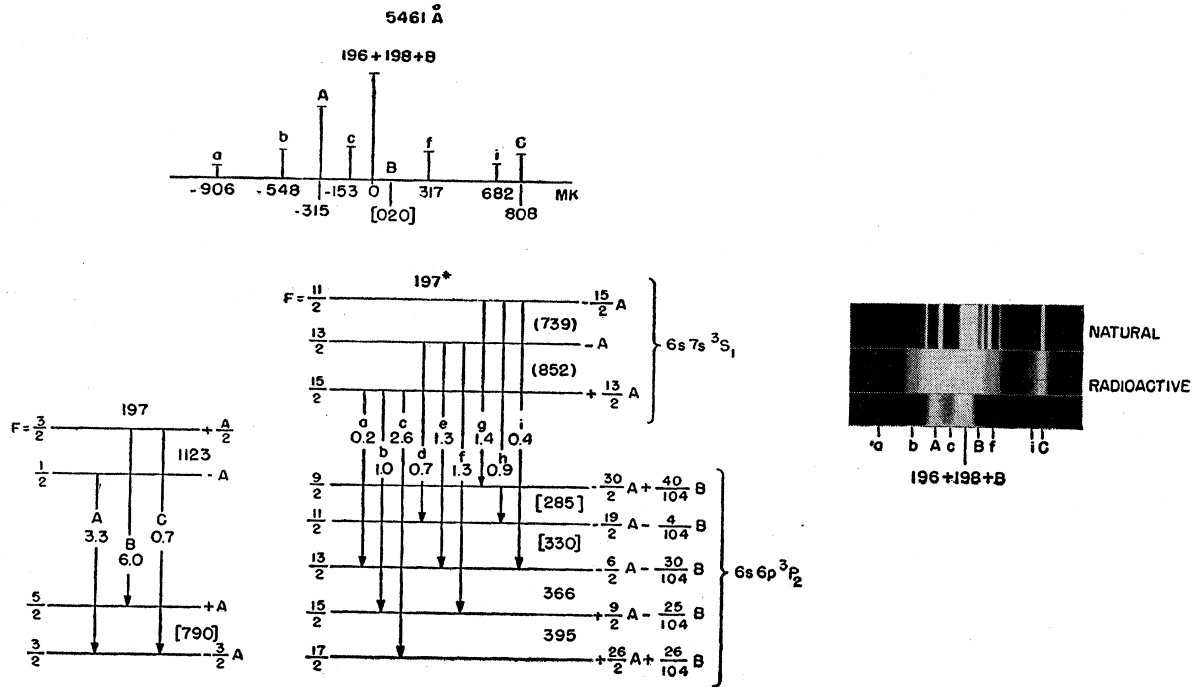 5461 Å
196+198+B
A
b
c
f
C
a
i
B
-906
-548
-153
0
317
682
MK
-315
[020]
808
197*
F = 11/2
-15/2 A
(739)
13/2
- A
6s 7s ³S₁
(852)
15/2
+ 13/2 A
NATURAL
RADIOACTIVE
a
b
A
c
B
f
i
C
196+198+B
197
F = 3/2
+ A/2
1123
1/2
- A
A
3.3
B
6.0
C
0.7
5/2
+ A
[790]
3/2
- 3/2 A
a
0.2
c
2.6
e
1.3
g
1.4
i
0.4
b
1.0
d
0.7
f
1.3
h
0.9
9/2
- 30/2 A + 40/104 B
[285]
11/2
- 19/2 A - 4/104 B
[330]
13/2
- 6/2 A - 30/104 B
6s 6p ³P₂
366
15/2
+ 9/2 A - 25/104 B
395
17/2
+ 26/2 A + 26/104 B